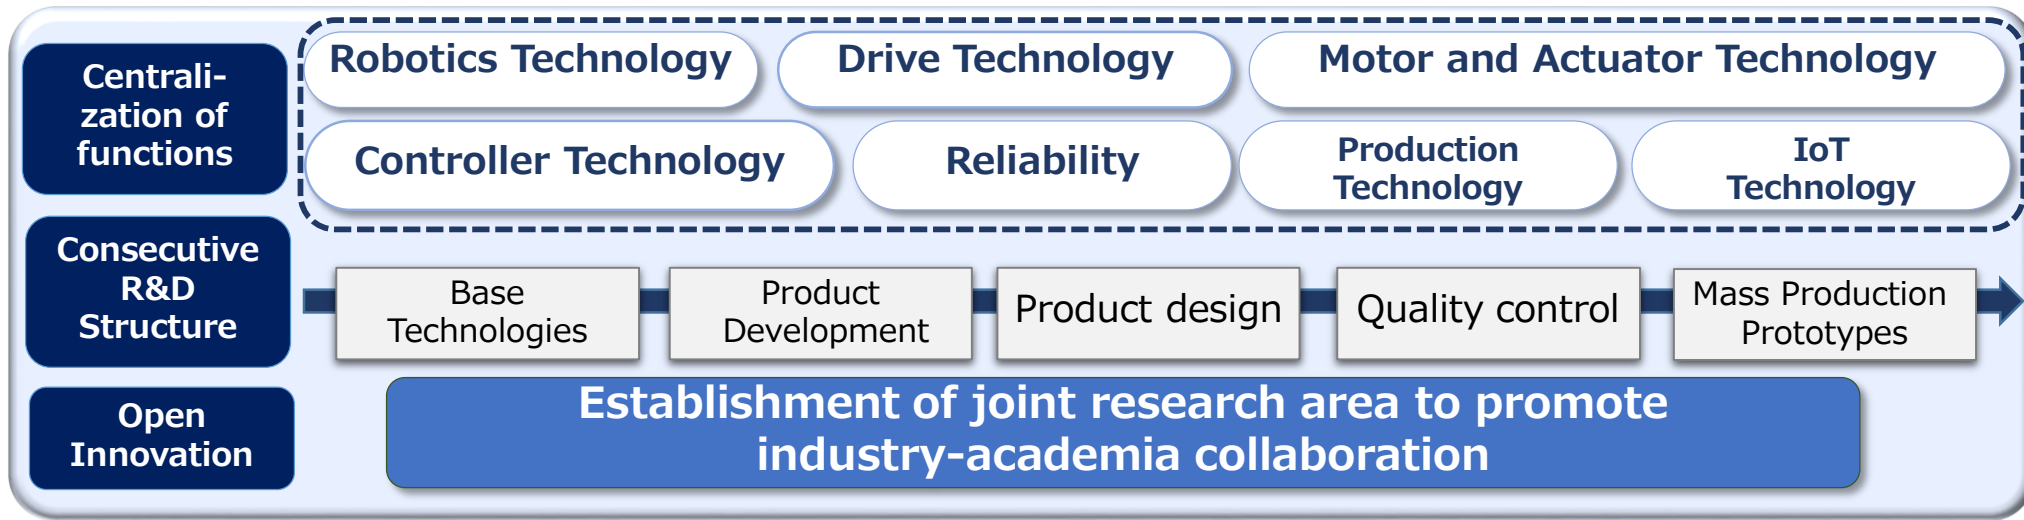 Centrali-
zation of
functions
Robotics Technology
Drive Technology
Motor and Actuator Technology
Controller Technology
Reliability
Production
Technology
IoT
Technology
Consecutive
R&D
Structure
Base
Technologies
Product
Development
Product design
Quality control
Mass Production
Prototypes
Open
Innovation
Establishment of joint research area to promote
industry-academia collaboration